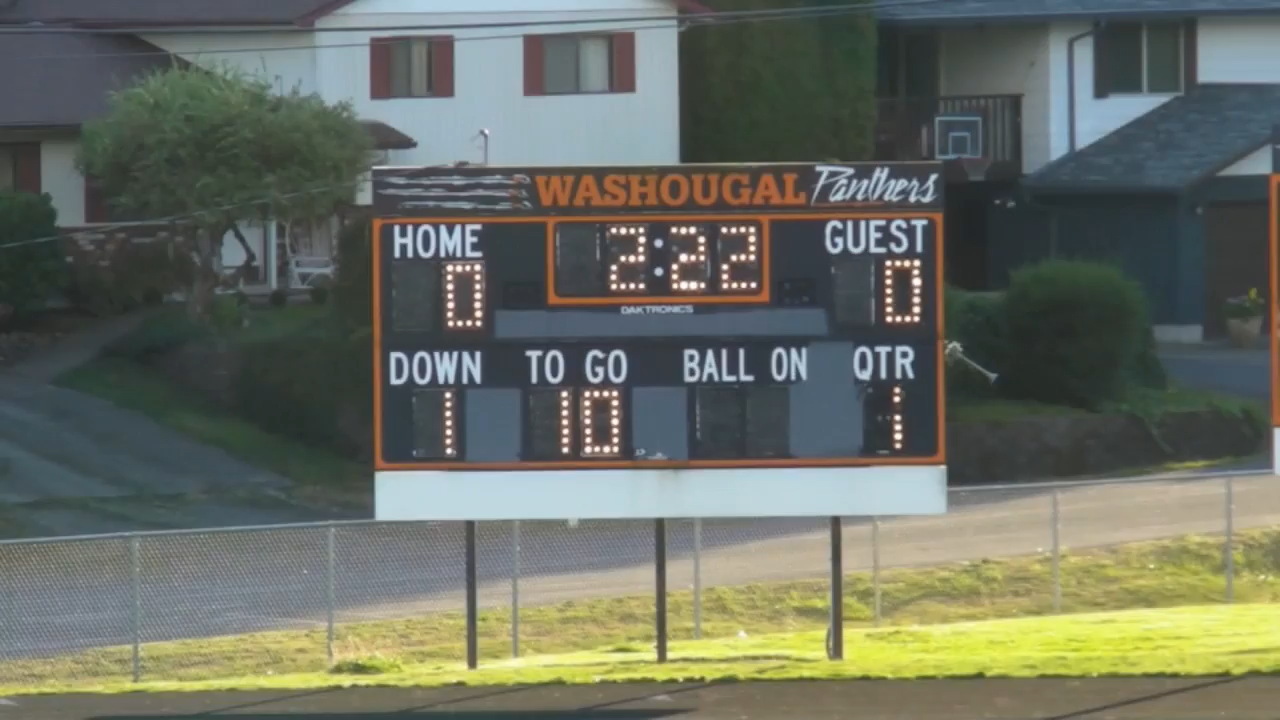 WASHOUGAL Panthers
HOME 2:22 GUEST
0 0
DAKTRONICS
DOWN TO GO BALL ON QTR
1 10 1